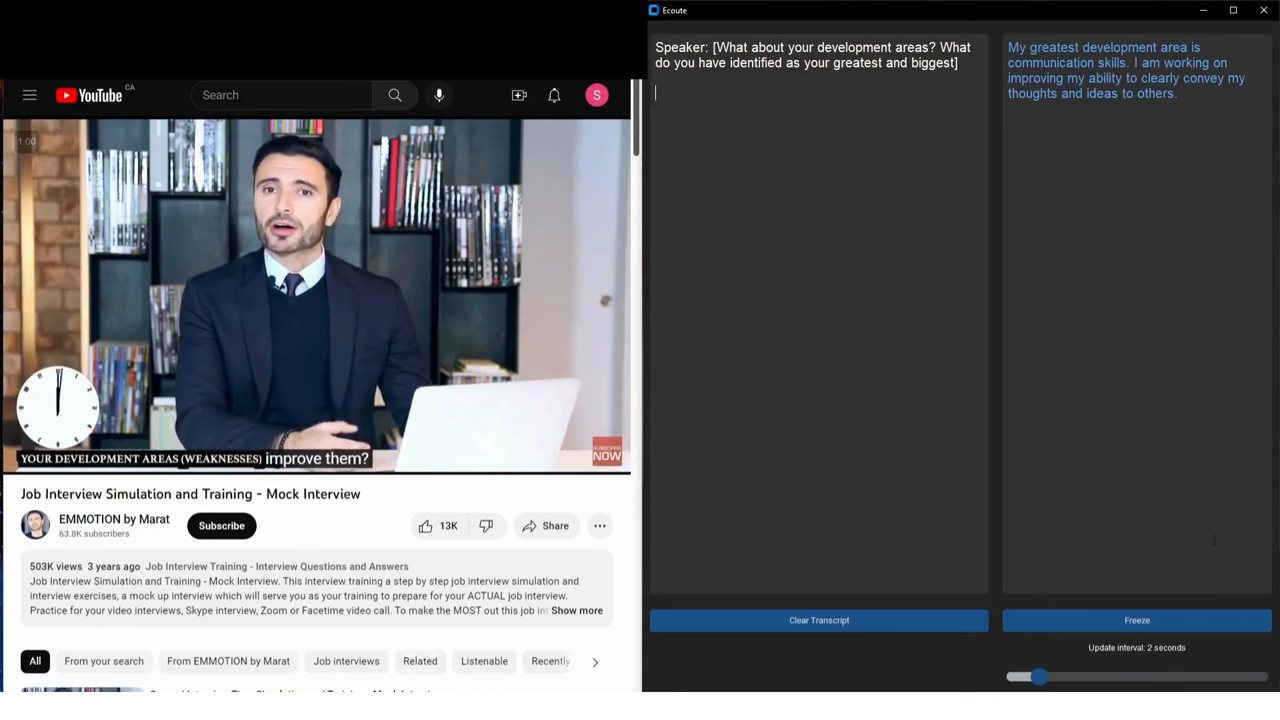 Ecoute
YouTube CA
Search
S
1:00
YOUR DEVELOPMENT AREAS (WEAKNESSES) improve them?
SUBSCRIBE
NOW
Job Interview Simulation and Training - Mock Interview
EMMOTION by Marat
63.8K subscribers
Subscribe
13K
Share
503K views 3 years ago Job Interview Training - Interview Questions and Answers
Job Interview Simulation and Training - Mock Interview. This interview training a step by step job interview simulation and
interview exercises, a mock up interview which will serve you as your training to prepare for your ACTUAL job interview.
Practice for your video interviews, Skype interview, Zoom or Facetime video call. To make the MOST out this job int Show more
All
From your search
From EMMOTION by Marat
Job interviews
Related
Listenable
Recently
Speaker: [What about your development areas? What
do you have identified as your greatest and biggest]
My greatest development area is
communication skills. I am working on
improving my ability to clearly convey my
thoughts and ideas to others.
Clear Transcript
Freeze
Update interval: 2 seconds